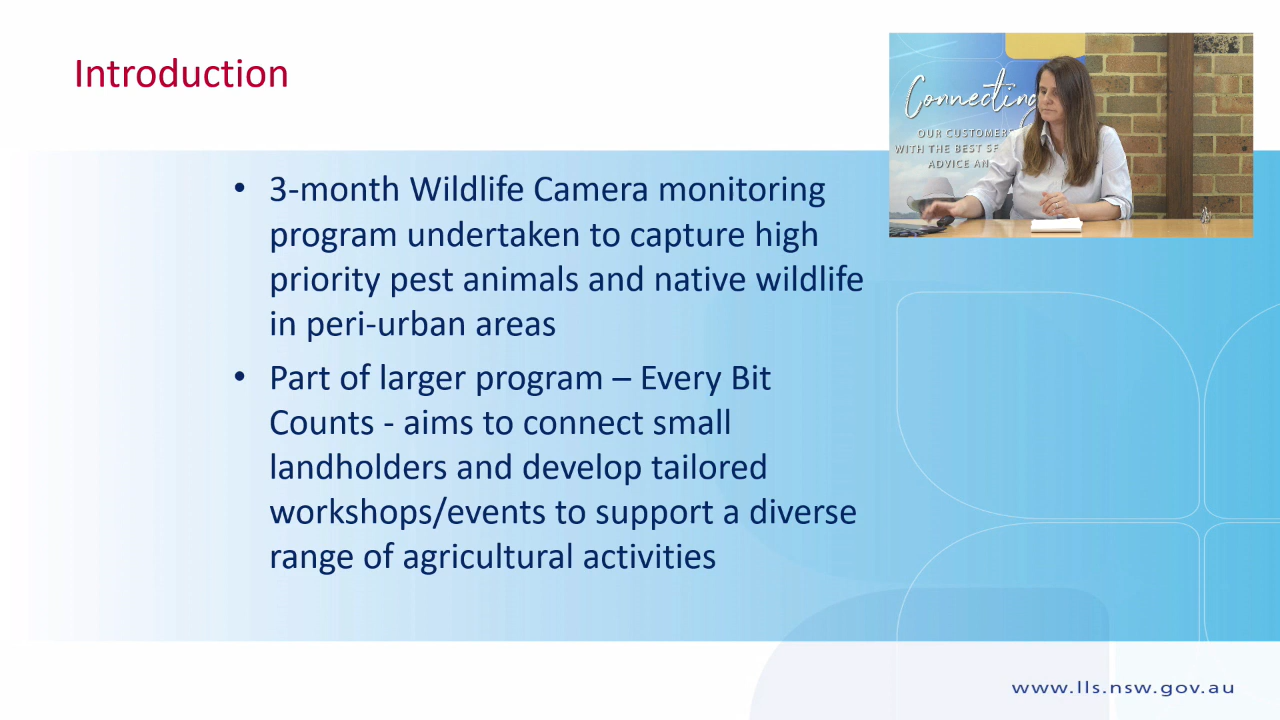 Introduction
• 3-month Wildlife Camera monitoring
program undertaken to capture high
priority pest animals and native wildlife
in peri-urban areas
• Part of larger program – Every Bit
Counts - aims to connect small
landholders and develop tailored
workshops/events to support a diverse
range of agricultural activities
Connecting
OUR CUSTOMERS
WITH THE BEST
ADVICE
www.lls.nsw.gov.au